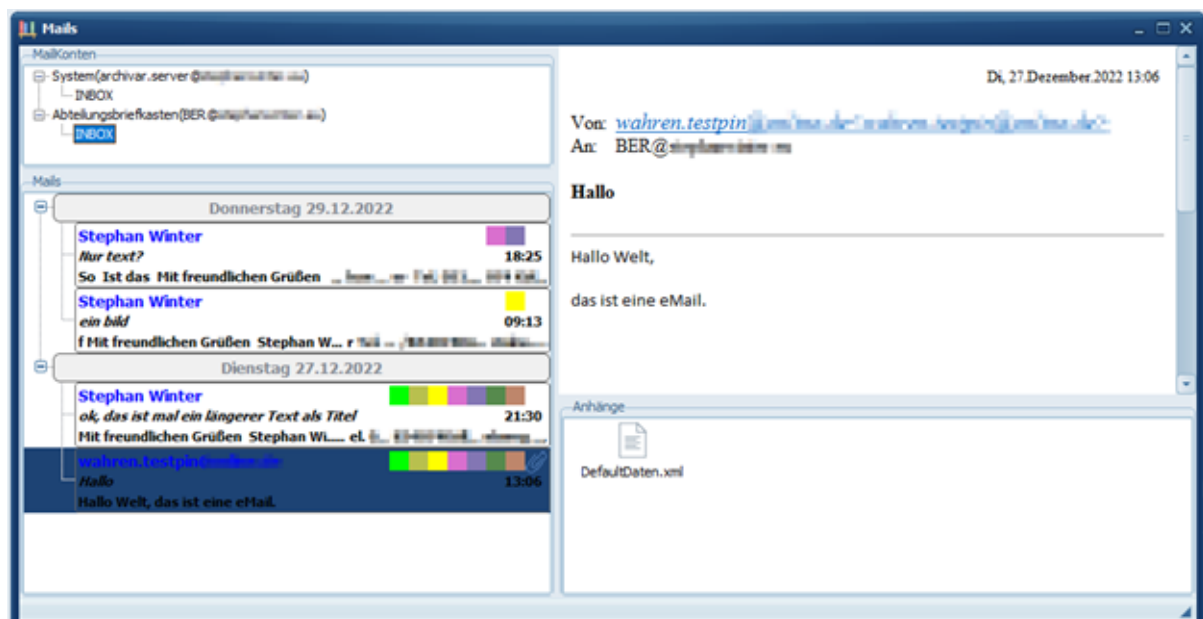 Mails
MailKonten
System(archivar.server@
INBOX
Abteilungsbriefkasten(BER@
INBOX
Mails
Donnerstag 29.12.2022
Stephan Winter
Nur text?
18:25
So Ist das Mit freundlichen Grüßen
Stephan Winter
ein bild
09:13
f Mit freundlichen Grüßen Stephan W... r
Dienstag 27.12.2022
Stephan Winter
ok, das ist mal ein längerer Text als Titel
21:30
Mit freundlichen Grüßen Stephan Wi.... el.
wahren.testpin
Hallo
13:06
Hallo Welt, das ist eine eMail.
Di, 27.Dezember.2022 13:06
Von: wahren.testpin
An: BER@
Hallo
Hallo Welt,
das ist eine eMail.
Anhänge
DefaultDaten.xml